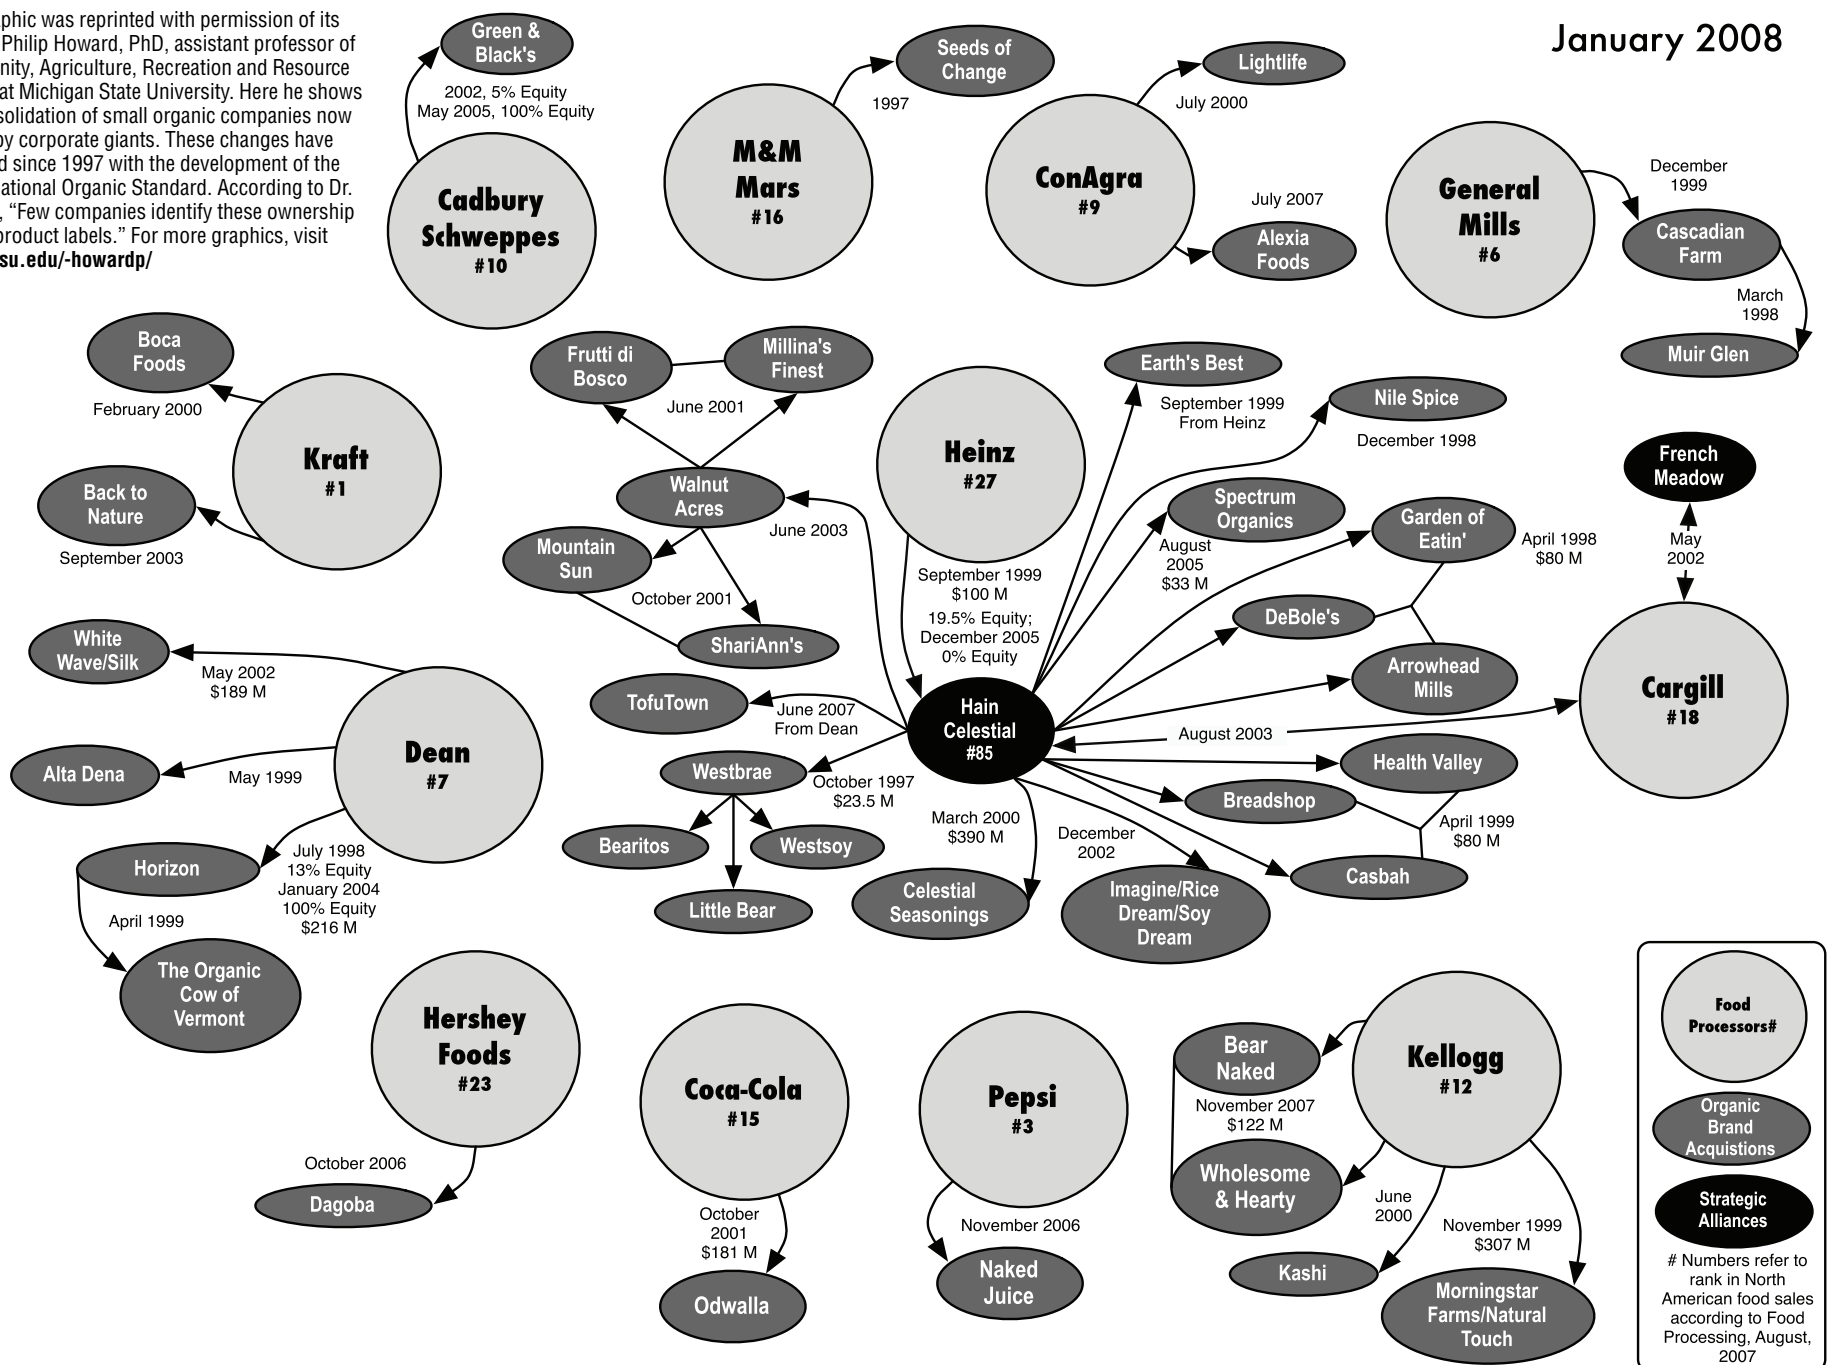 aphic was reprinted with permission of its
Philip Howard, PhD, assistant professor of
nity, Agriculture, Recreation and Resource
at Michigan State University. Here he shows
solidation of small organic companies now
by corporate giants. These changes have
d since 1997 with the development of the
ational Organic Standard. According to Dr.
, “Few companies identify these ownership
product labels.” For more graphics, visit
su.edu/-howardp/
January 2008
Green &
Black's
2002, 5% Equity
May 2005, 100% Equity
Cadbury
Schweppes
#10
Seeds of
Change
1997
M&M
Mars
#16
Lightlife
July 2000
ConAgra
#9
July 2007
Alexia
Foods
General
Mills
#6
December
1999
Cascadian
Farm
March
1998
Muir Glen
Boca
Foods
February 2000
Kraft
#1
Back to
Nature
September 2003
Frutti di
Bosco
Millina's
Finest
June 2001
Walnut
Acres
June 2003
Mountain
Sun
October 2001
ShariAnn's
Heinz
#27
September 1999
$100 M
19.5% Equity;
December 2005
0% Equity
Earth's Best
September 1999
From Heinz
Nile Spice
December 1998
Spectrum
Organics
August
2005
$33 M
Garden of
Eatin'
April 1998
$80 M
DeBole's
Arrowhead
Mills
French
Meadow
May
2002
Cargill
#18
White
Wave/Silk
May 2002
$189 M
Dean
#7
Alta Dena
May 1999
Horizon
July 1998
13% Equity
January 2004
100% Equity
$216 M
April 1999
The Organic
Cow of
Vermont
TofuTown
June 2007
From Dean
Hain
Celestial
#85
August 2003
Westbrae
October 1997
$23.5 M
Bearitos
Westsoy
Little Bear
March 2000
$390 M
Celestial
Seasonings
December
2002
Imagine/Rice
Dream/Soy
Dream
Health Valley
Breadshop
April 1999
$80 M
Casbah
Hershey
Foods
#23
October 2006
Dagoba
Coca-Cola
#15
October
2001
$181 M
Odwalla
Pepsi
#3
November 2006
Naked
Juice
Bear
Naked
November 2007
$122 M
Wholesome
& Hearty
Kellogg
#12
June
2000
Kashi
November 1999
$307 M
Morningstar
Farms/Natural
Touch
Food
Processors#
Organic
Brand
Acquistions
Strategic
Alliances
# Numbers refer to
rank in North
American food sales
according to Food
Processing, August,
2007